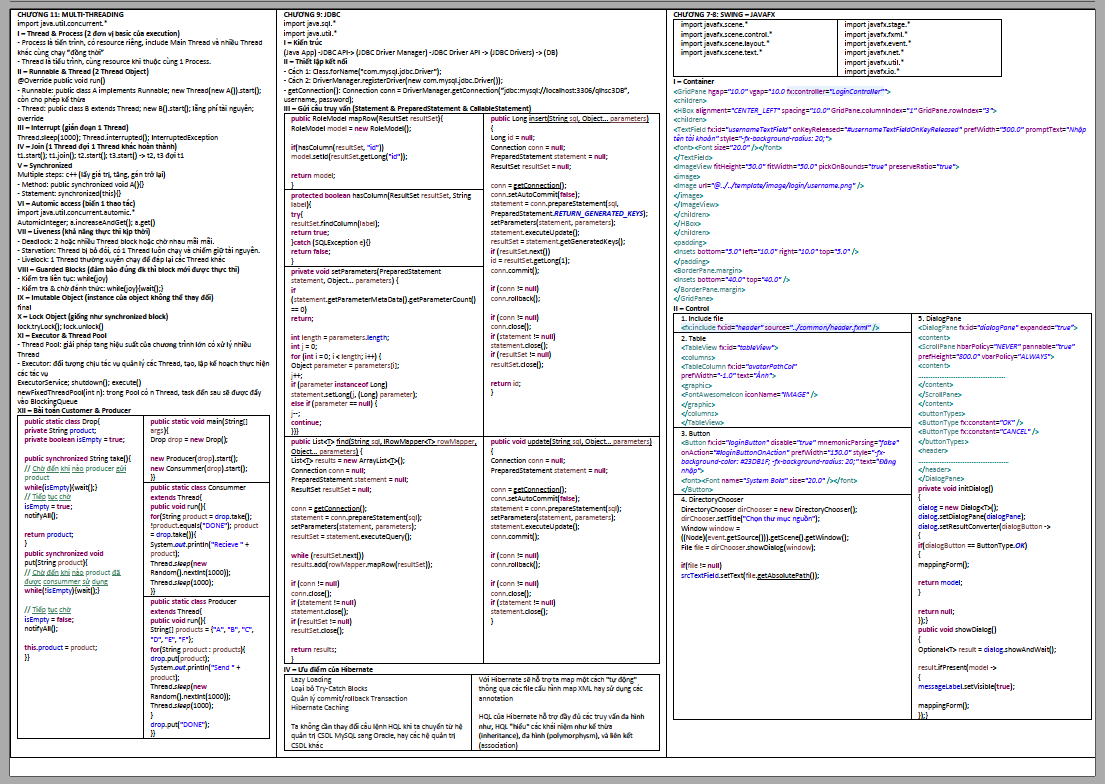 CHƯƠNG 11: MULTI-THREADING
import java.util.concurrent.*
I – Thread & Process (2 đơn vị basic của execution)
- Process là tiến trình, có resource riêng, include Main Thread và nhiều Thread
khác cùng chạy "đồng thời"
- Thread là tiểu trình, cùng resource khi thuộc cùng 1 Process.
II – Runnable & Thread (2 Thread Object)
@Override public void run()
- Runnable: public class A implements Runnable; new Thread(new A()).start();
còn cho phép kế thừa
- Thread: public class B extends Thread; new B().start(); lãng phí tài nguyên;
override
III – Interrupt (gián đoạn 1 Thread)
Thread.sleep(1000); Thread.interrupted(); InterruptedException
IV – Join (1 Thread đợi 1 Thread khác hoàn thành)
t1.start(); t1.join(); t2.start(); t3.start() -> t2, t3 đợi t1
V – Synchronized
Multiple steps: c++ (lấy giá trị, tăng, gán trở lại)
- Method: public synchronized void A(){}
- Statement: synchronized(this){}
VI – Automic access (biến 1 thao tác)
import java.util.concurrent.automic.*
AutomicInteger; a.increaseAndGet(); a.get()
VII – Liveness (khả năng thực thi kịp thời)
- Deadlock: 2 hoặc nhiều Thread block hoặc chờ nhau mãi mãi.
- Starvation: Thread bị bỏ đói, có 1 Thread luôn chạy và chiếm giữ tài nguyên.
- Livelock: 1 Thread thường xuyên chạy để đáp lại các Thread khác
VIII – Guarded Blocks (đảm bảo đúng đk thì block mới được thực thi)
- Kiểm tra liên tục: while(joy)
- Kiểm tra & chờ đánh thức: while(joy){wait();}
IX – Imutable Object (instance của object không thể thay đổi)
final
X – Lock Object (giống như synchronized block)
lock.tryLock(); lock.unlock()
XI – Executor & Thread Pool
- Thread Pool: giải pháp tăng hiệu suất của chương trình lớn có xử lý nhiều
Thread
- Executor: đối tượng chịu tác vụ quản lý các Thread, tạo, lập kế hoạch thực hiện
các tác vụ
ExecutorService; shutdown(); execute()
newFixedThreadPool(int n): trong Pool có n Thread, task đến sau sẽ được đẩy
vào BlockingQueue
XII – Bài toán Customer & Producer
public static class Drop{
private String product;
private boolean isEmpty = true;
public synchronized String take(){
// Chờ đến khi nào producer gửi
product
while(isEmpty){wait();}
// Tiếp tục chờ
isEmpty = true;
notifyAll();
return product;
}
public synchronized void
put(String product){
// Chờ đến khi nào product đã
được consummer sử dụng
while(!isEmpty){wait();}
// Tiếp tục chờ
isEmpty = false;
notifyAll();
this.product = product;
}}
public static void main(String[]
args){
Drop drop = new Drop();
new Producer(drop).start();
new Consummer(drop).start();
}}
public static class Consummer
extends Thread{
public void run(){
for(String product = drop.take();
!product.equals("DONE"); product
= drop.take()){
System.out.println("Recieve " +
product);
Thread.sleep(new
Random().nextInt(1000));
Thread.sleep(1000);
}}
public static class Producer
extends Thread{
public void run(){
String[] products = {"A", "B", "C",
"D", "E", "F"};
for(String product : products){
drop.put(product);
System.out.println("Send " +
product);
Thread.sleep(new
Random().nextInt(1000));
Thread.sleep(1000);
}
drop.put("DONE");
}}
CHƯƠNG 9: JDBC
import java.sql.*
import java.util.*
I – Kiến trúc
(Java App) -JDBC API-> (JDBC Driver Manager) -JDBC Driver API -> (JDBC Drivers) -> (DB)
II – Thiết lập kết nối
- Cách 1: Class.forName("com.mysql.jdbc.Driver");
- Cách 2: DriverManager.registerDriver(new com.mysql.jdbc.Driver());
- getConnection(): Connection conn = DriverManager.getConnection("jdbc:mysql://localhost:3306/qlhsc3DB",
username, password);
III – Gửi câu truy vấn (Statement & PreparedStatement & CallableStatement)
public RoleModel mapRow(ResultSet resultSet){
RoleModel model = new RoleModel();
if(hasColumn(resultSet, "id"))
model.setId(resultSet.getLong("id"));
return model;
}
protected boolean hasColumn(ResultSet resultSet, String
label){
try{
resultSet.findColumn(label);
return true;
}catch (SQLException e){}
return false;
}
private void setParameters(PreparedStatement
statement, Object... parameters) {
if
(statement.getParameterMetaData().getParameterCount()
== 0)
return;
int length = parameters.length;
int j = 0;
for (int i = 0; i < length; i++) {
Object parameter = parameters[i];
j++;
if (parameter instanceof Long)
statement.setLong(j, (Long) parameter);
else if (parameter == null) {
j--;
continue;
}}}
public Long insert(String sql, Object... parameters)
{
Long id = null;
Connection conn = null;
PreparedStatement statement = null;
ResultSet resultSet = null;
conn = getConnection();
conn.setAutoCommit(false);
statement = conn.prepareStatement(sql,
PreparedStatement.RETURN_GENERATED_KEYS);
setParameters(statement, parameters);
statement.executeUpdate();
resultSet = statement.getGeneratedKeys();
if (resultSet.next())
id = resultSet.getLong(1);
conn.commit();
if (conn != null)
conn.rollback();
if (conn != null)
conn.close();
if (statement != null)
statement.close();
if (resultSet != null)
resultSet.close();
return id;
}
public List<T> find(String sql, IRowMapper<T> rowMapper,
Object... parameters) {
List<T> results = new ArrayList<T>();
Connection conn = null;
PreparedStatement statement = null;
ResultSet resultSet = null;
conn = getConnection();
statement = conn.prepareStatement(sql);
setParameters(statement, parameters);
resultSet = statement.executeQuery();
while (resultSet.next())
results.add(rowMapper.mapRow(resultSet));
if (conn != null)
conn.close();
if (statement != null)
statement.close();
if (resultSet != null)
resultSet.close();
return results;
}
public void update(String sql, Object... parameters)
{
Connection conn = null;
PreparedStatement statement = null;
conn = getConnection();
conn.setAutoCommit(false);
statement = conn.prepareStatement(sql);
setParameters(statement, parameters);
statement.executeUpdate();
conn.commit();
if (conn != null)
conn.rollback();
if (conn != null)
conn.close();
if (statement != null)
statement.close();
}
IV – Ưu điểm của Hibernate
Lazy Loading
Loại bỏ Try-Catch Blocks
Quản lý commit/rollback Transaction
Hibernate Caching
Ta không cần thay đổi câu lệnh HQL khi ta chuyển từ hệ
quản trị CSDL MySQL sang Oracle, hay các hệ quản trị
CSDL khác
Với Hibernate sẽ hỗ trợ ta map một cách "tự động"
thông qua các file cấu hình map XML hay sử dụng các
annotation
HQL của Hibernate hỗ trợ đầy đủ các truy vấn đa hình
như, HQL "hiểu" các khái niệm như kế thừa
(inheritance), đa hình (polymorphysm), và liên kết
(association)
CHƯƠNG 7-8: SWING – JAVAFX
import javafx.scene.*
import javafx.scene.control.*
import javafx.scene.layout.*
import javafx.scene.text.*
import javafx.stage.*
import javafx.fxml.*
import javafx.event.*
import javafx.net.*
import javafx.util.*
import javafx.io.*
I – Container
<GridPane hgap="10.0" vgap="10.0" fx:controller="LoginController">
<children>
<HBox alignment="CENTER_LEFT" spacing="10.0" GridPane.columnIndex="1" GridPane.rowIndex="3">
<children>
<TextField fx:id="usernameTextField" onKeyReleased="#usernameTextFieldOnKeyReleased" prefWidth="300.0" promptText="Nhập
tên tài khoản" style="-fx-background-radius: 20;">
<font><Font size="20.0" /></font>
</TextField>
<ImageView fitHeight="30.0" fitWidth="30.0" pickOnBounds="true" preserveRatio="true">
<image>
<Image url="@../../template/image/login/username.png" />
</image>
</ImageView>
</children>
</HBox>
</children>
<padding>
<Insets bottom="5.0" left="10.0" right="10.0" top="5.0" />
</padding>
<BorderPane.margin>
<Insets bottom="40.0" top="40.0" />
</BorderPane.margin>
</GridPane>
II – Control
1. Include file
<fx:include fx:id="header" source="../common/header.fxml" />
2. Table
<TableView fx:id="tableView">
<columns>
<TableColumn fx:id="avatarPathCol"
prefWidth="-1.0" text="Ảnh">
<graphic>
<FontAwesomeIcon iconName="IMAGE" />
</graphic>
</columns>
</TableView>
3. Button
<Button fx:id="loginButton" disable="true" mnemonicParsing="false"
onAction="#loginButtonOnAction" prefWidth="150.0" style="-fx-
background-color: #23DB1F; -fx-background-radius: 20;" text="Đăng
nhập">
<font><Font name="System Bold" size="20.0" /></font>
</Button>
4. DirectoryChooser
DirectoryChooser dirChooser = new DirectoryChooser();
dirChooser.setTitle("Chọn thư mục nguồn");
Window window =
((Node)(event.getSource())).getScene().getWindow();
File file = dirChooser.showDialog(window);
if(file != null)
srcTextField.setText(file.getAbsolutePath());
5. DialogPane
<DialogPane fx:id="dialogPane" expanded="true">
<content>
<ScrollPane hbarPolicy="NEVER" pannable="true"
prefHeight="800.0" vbarPolicy="ALWAYS">
<content>
</content>
</ScrollPane>
</content>
<buttonTypes>
<ButtonType fx:constant="OK" />
<ButtonType fx:constant="CANCEL" />
</buttonTypes>
<header>
</header>
</DialogPane>
private void initDialog()
{
dialog = new Dialog<T>();
dialog.setDialogPane(dialogPane);
dialog.setResultConverter(dialogButton ->
{
if(dialogButton == ButtonType.OK)
{
mappingForm();
return model;
}
return null;
});}
public void showDialog()
{
Optional<T> result = dialog.showAndWait();
result.ifPresent(model ->
{
messageLabel.setVisible(true);
mappingForm();
});}